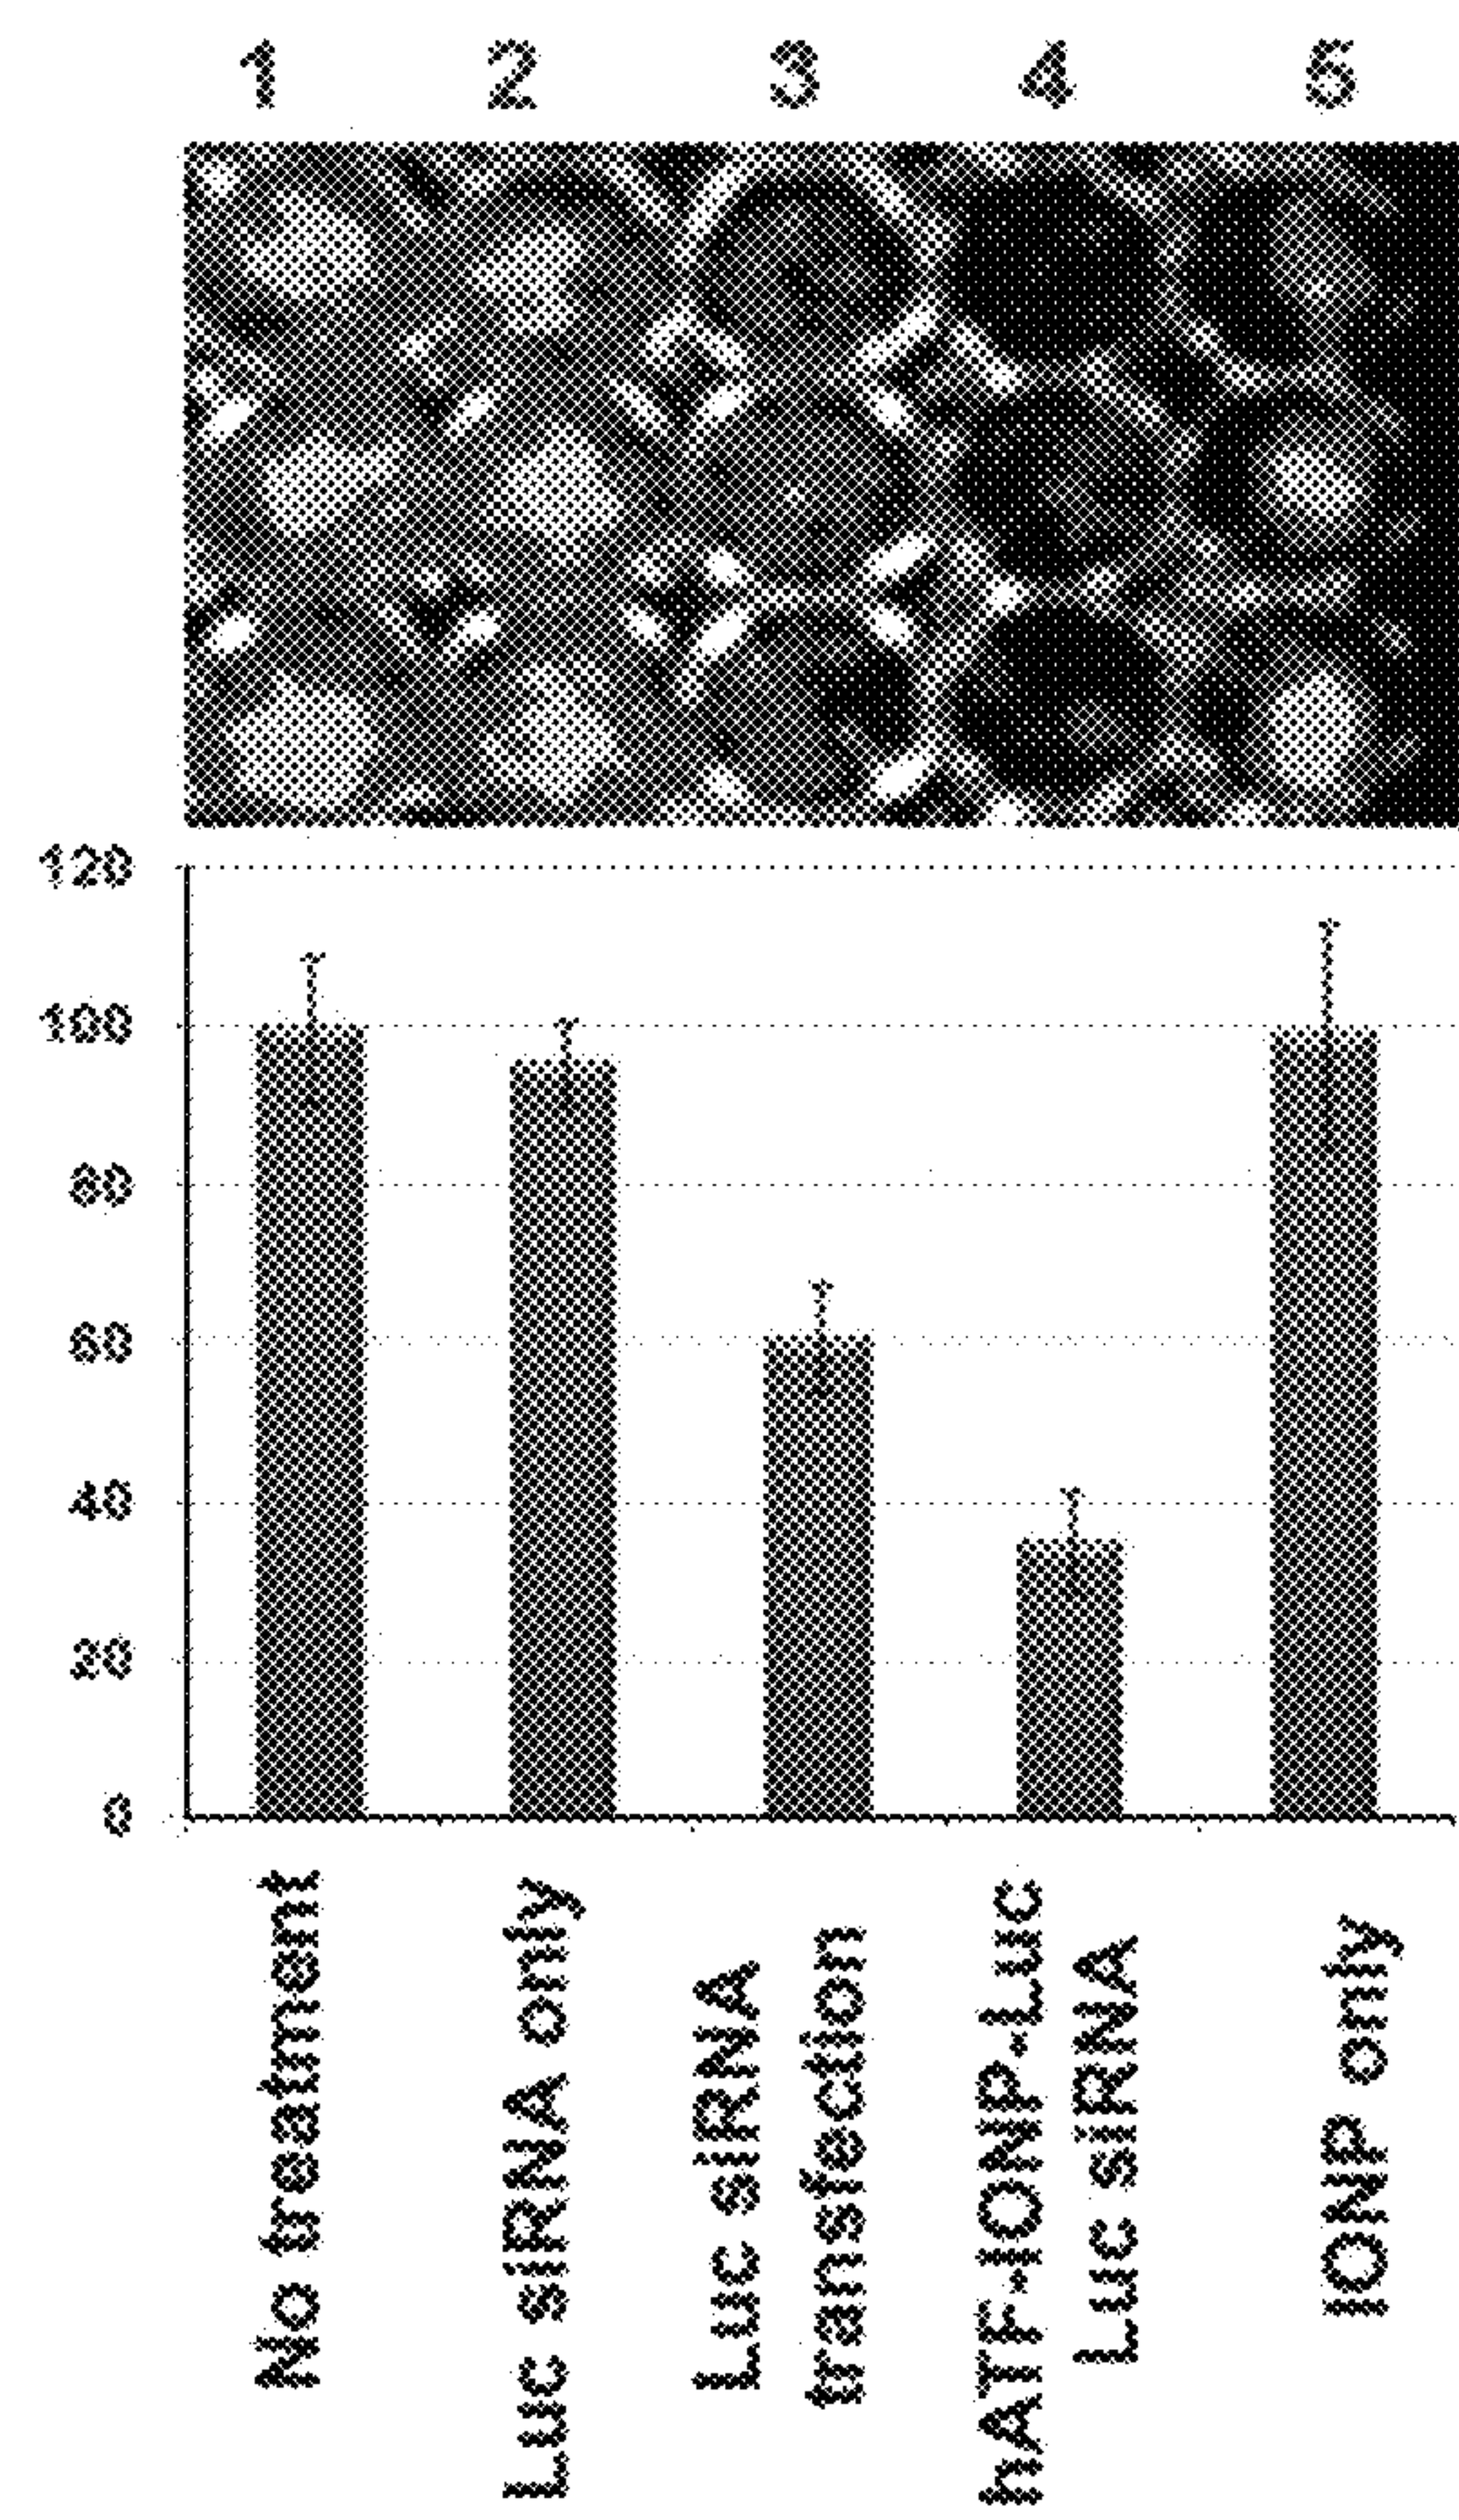 1 2 3 4 5
120
100
80
60
40
20
0
No treatment
Luc siRNA only
Luc siRNA
transfection
hATF-IONP-Luc
Luc siRNA
IONP only